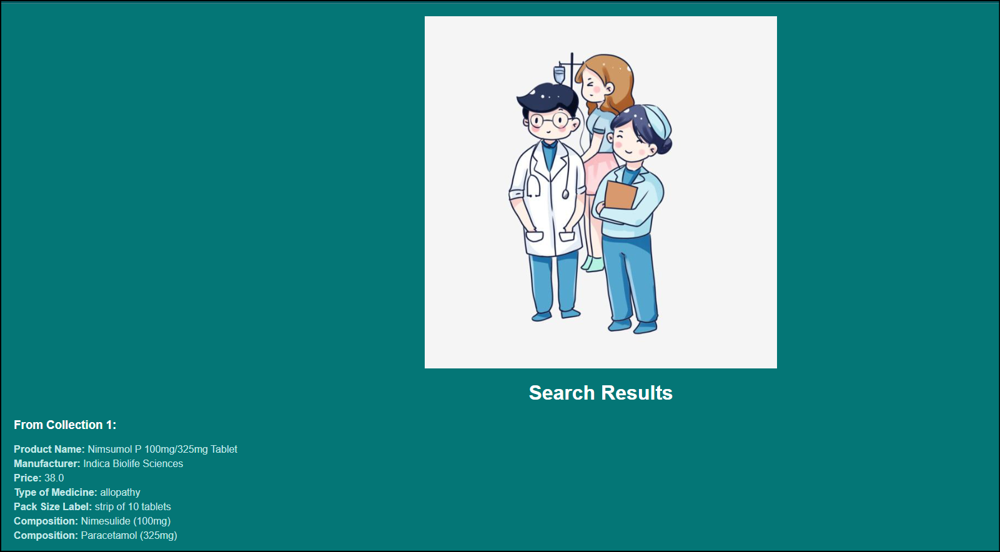 Search Results
From Collection 1:
Product Name: Nimsumol P 100mg/325mg Tablet
Manufacturer: Indica Biolife Sciences
Price: 38.0
Type of Medicine: allopathy
Pack Size Label: strip of 10 tablets
Composition: Nimesulide (100mg)
Composition: Paracetamol (325mg)